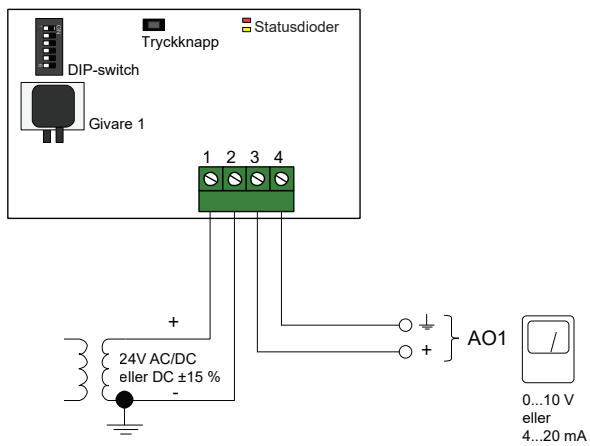 Statusdioder
Tryckknapp
ON
DIP-switch
Givare 1
1 2 3 4
+
24V AC/DC
eller DC ±15 %
-
+
AO1
0...10 V
eller
4...20 mA